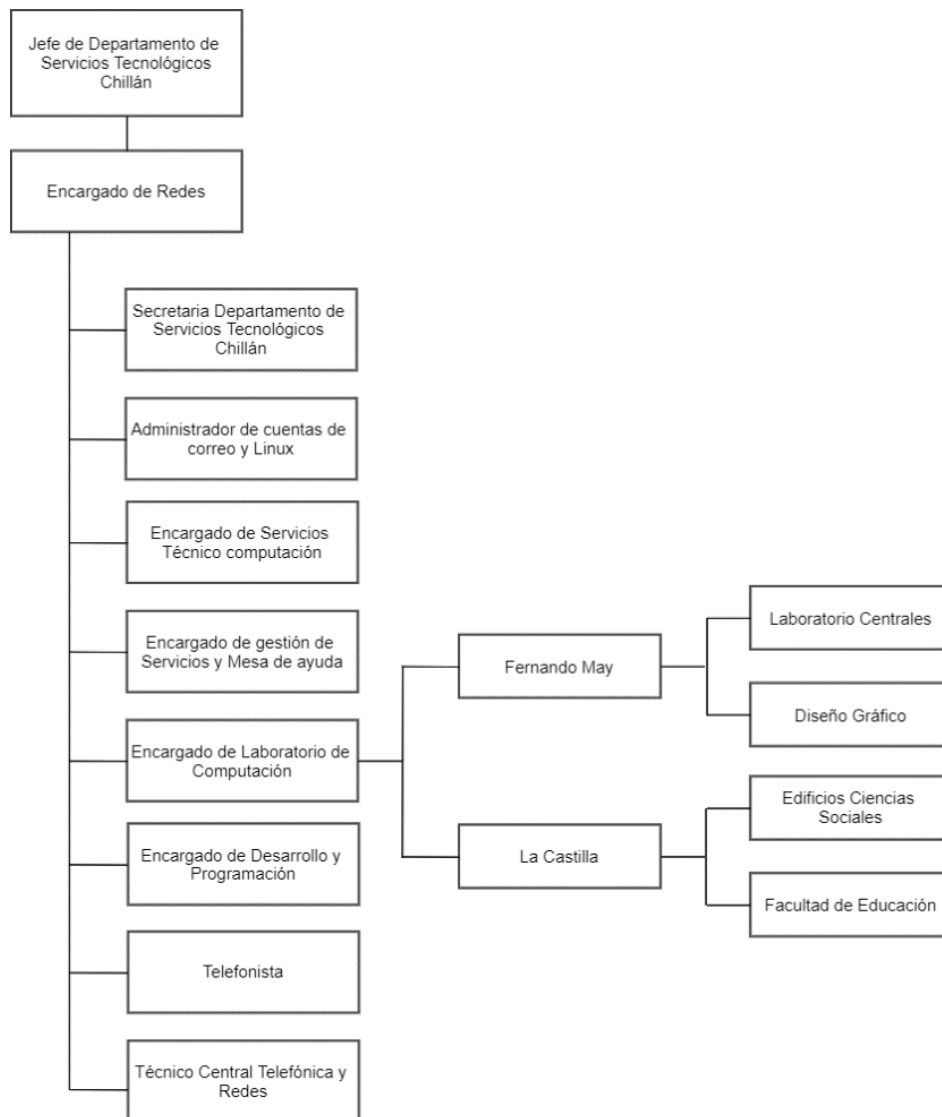 Jefe de Departamento de
Servicios Tecnológicos
Chillán
Encargado de Redes
Secretaria Departamento de
Servicios Tecnológicos
Chillán
Administrador de cuentas de
correo y Linux
Encargado de Servicios
Técnico computación
Encargado de gestión de
Servicios y Mesa de ayuda
Encargado de Laboratorio de
Computación
Fernando May
Laboratorio Centrales
Diseño Gráfico
La Castilla
Edificios Ciencias
Sociales
Facultad de Educación
Encargado de Desarrollo y
Programación
Telefonista
Técnico Central Telefónica y
Redes